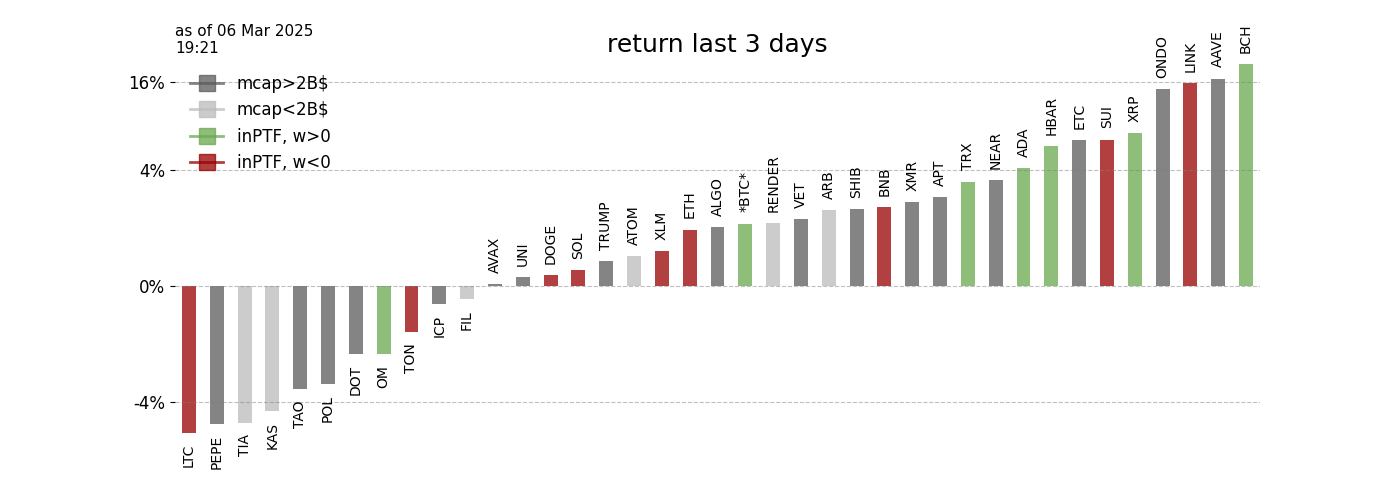 as of 06 Mar 2025
19:21
return last 3 days
mcap>2B$
mcap<2B$
inPTF, w>0
inPTF, w<0
16%
4%
0%
-4%
LTC
PEPE
TIA
KAS
TAO
POL
DOT
OM
TON
ICP
FIL
AVAX
UNI
DOGE
SOL
TRUMP
ATOM
XLM
ETH
ALGO
*BTC*
RENDER
VET
ARB
SHIB
BNB
XMR
APT
TRX
NEAR
ADA
HBAR
ETC
SUI
XRP
ONDO
LINK
AAVE
BCH